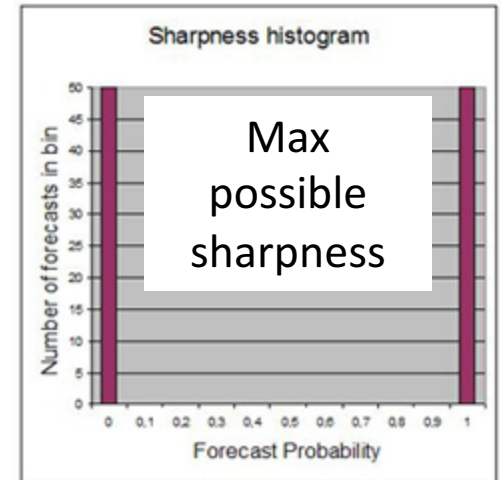 Sharpness histogram
Number of forecasts in bin
50
45
40
35
30
25
20
15
10
5
0
Max
possible
sharpness
0 0,1 0,2 0,3 0,4 0,5 0,6 0,7 0,8 0,9 1
Forecast Probability